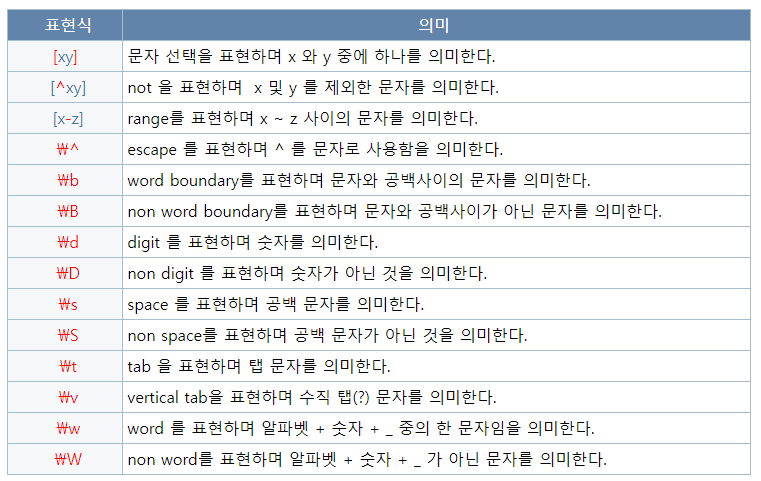 표현식 의미
[xy] 문자 선택을 표현하며 x 와 y 중에 하나를 의미한다.
[^xy] not 을 표현하며 x 및 y 를 제외한 문자를 의미한다.
[x-z] range를 표현하며 x ~ z 사이의 문자를 의미한다.
₩^ escape 를 표현하며 ^ 를 문자로 사용함을 의미한다.
₩b word boundary를 표현하며 문자와 공백사이의 문자를 의미한다.
₩B non word boundary를 표현하며 문자와 공백사이가 아닌 문자를 의미한다.
₩d digit 를 표현하며 숫자를 의미한다.
₩D non digit 를 표현하며 숫자가 아닌 것을 의미한다.
₩s space 를 표현하며 공백 문자를 의미한다.
₩S non space를 표현하며 공백 문자가 아닌 것을 의미한다.
₩t tab 을 표현하며 탭 문자를 의미한다.
₩v vertical tab을 표현하며 수직 탭(?) 문자를 의미한다.
₩w word 를 표현하며 알파벳 + 숫자 + _ 중의 한 문자임을 의미한다.
₩W non word를 표현하며 알파벳 + 숫자 + _ 가 아닌 문자를 의미한다.